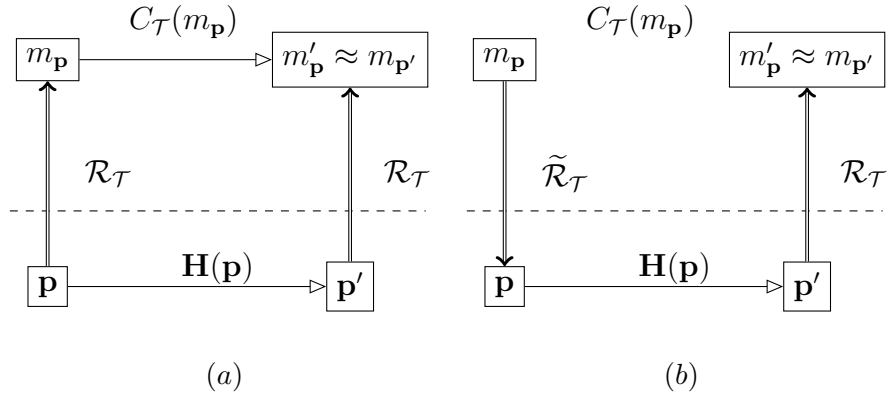 C_𝒯(m_𝐩) C_𝒯(m_𝐩)
m_𝐩 m′_𝐩 ≈ m_𝐩′ m_𝐩 m′_𝐩 ≈ m_𝐩′
ℛ_𝒯 ℛ_𝒯 ℛ̃_𝒯 ℛ_𝒯
𝐇(𝐩) 𝐇(𝐩)
𝐩 𝐩′ 𝐩 𝐩′
(a) (b)